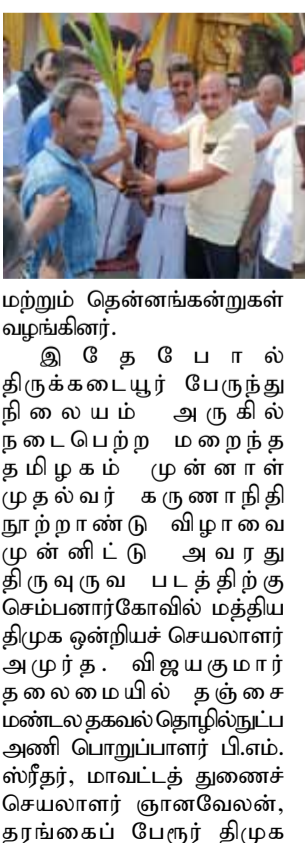 மற்றும் தென்னங்கன்றுகள்
வழங்கினர்.
இதேபோல்
திருக்கடையூர் பேருந்து
நிலையம் அருகில்
நடைபெற்ற மறைந்த
தமிழகம் முன்னாள்
முதல்வர் கருணாநிதி
நூற்றாண்டு விழாவை
முன்னிட்டு அவரது
திருவுருவ படத்திற்கு
செம்பனார்கோவில் மத்திய
திமுக ஒன்றியச் செயலாளர்
அமுர்த. விஜயகுமார்
தலைமையில் தஞ்சை
மண்டல தகவல் தொழில்நுட்ப
அணி பொறுப்பாளர் பி.எம்.
ஸ்ரீதர், மாவட்டத் துணைச்
செயலாளர் ஞானவேலன்,
தரங்கைப் பேரூர் திமுக